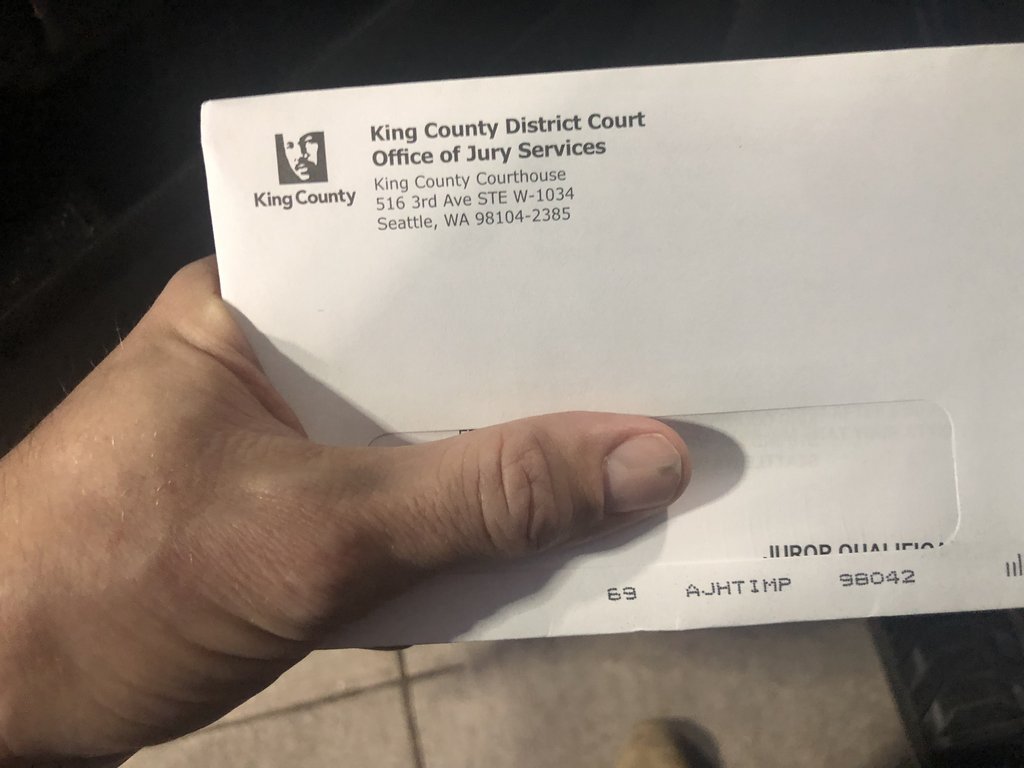 King County District Court
Office of Jury Services
King County Courthouse
516 3rd Ave STE W-1034
Seattle, WA 98104-2385
King County
JUROR
69 AJHTIMP 98042